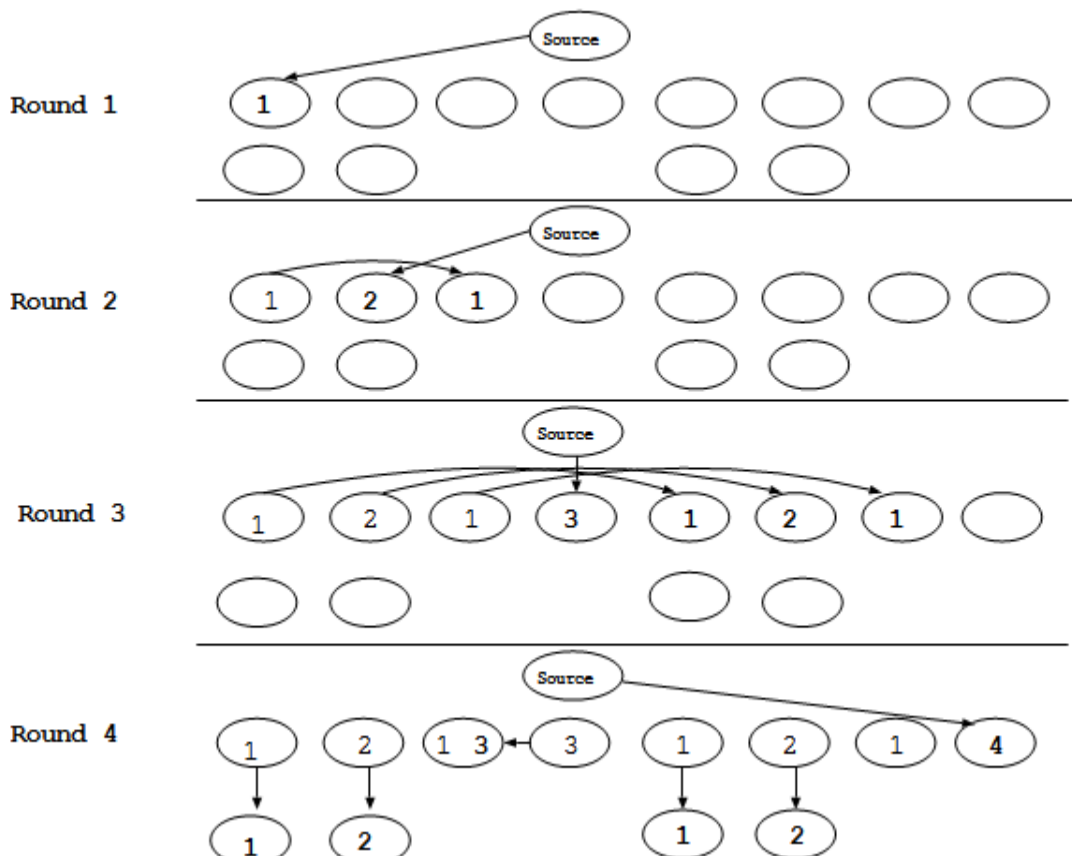 Source
Round 1 1
Source
Round 2 1 2 1
Source
Round 3 1 2 1 3 1 2 1
Source
Round 4 1 2 1 3 3 1 2 1 4
1 2 1 2